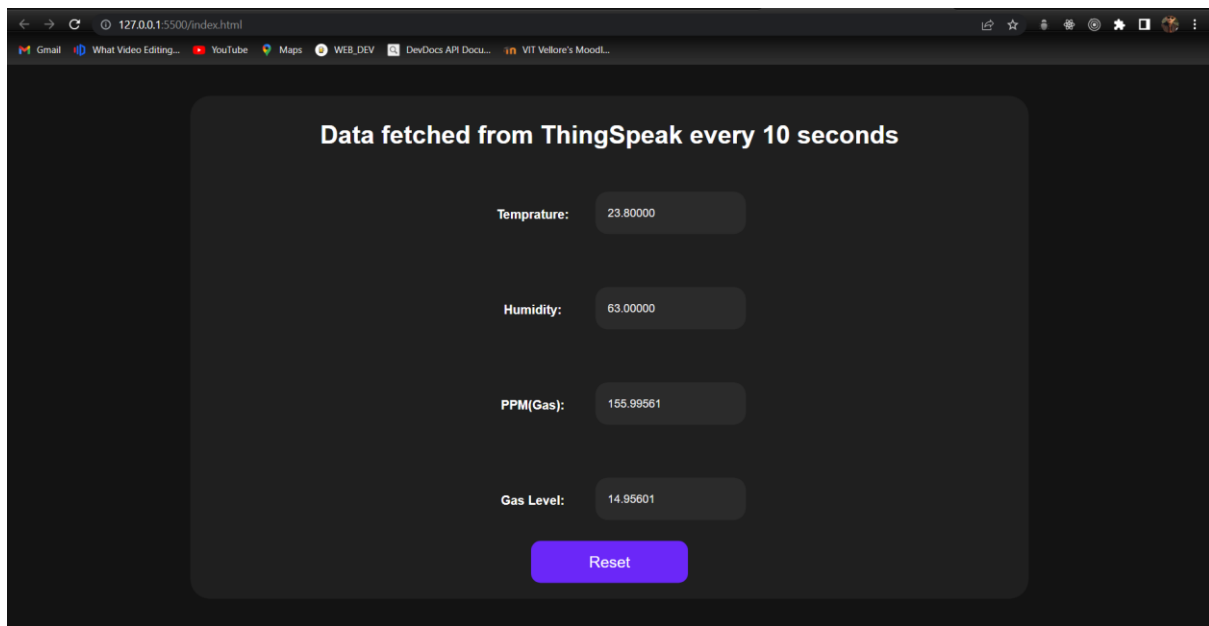 127.0.0.1:5500/index.html
Gmail What Video Editing... YouTube Maps WEB_DEV DevDocs API Docu... VIT Vellore's Moodl...
Data fetched from ThingSpeak every 10 seconds
Temprature: 23.80000
Humidity: 63.00000
PPM(Gas): 155.99561
Gas Level: 14.95601
Reset